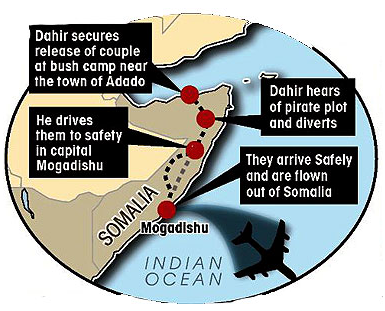 Dahir secures
release of couple
at bush camp near
the town of Adado
Dahir hears
of pirate plot
and diverts
He drives
them to safety
in capital
Mogadishu
They arrive Safely
and are flown
out of Somalia
SOMALIA
Mogadishu
INDIAN
OCEAN